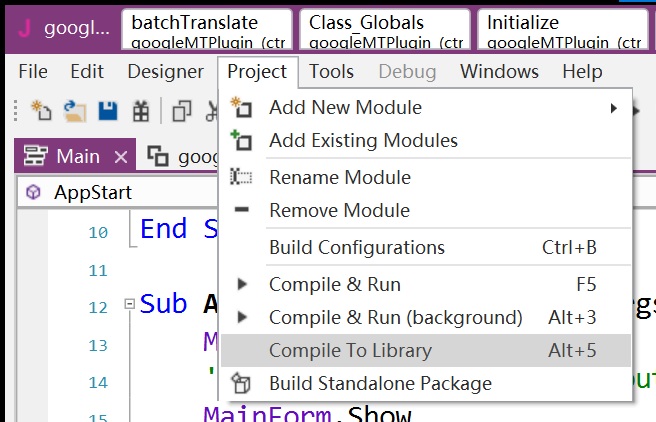 J googl...
batchTranslate
googleMTPlugin (ctr
Class_Globals
googleMTPlugin (ctr
Initialize
googleMTPlugin (ctr
File Edit Designer Project Tools Debug Windows Help
Main × goog
AppStart
Add New Module
Add Existing Modules
Rename Module
Remove Module
Build Configurations Ctrl+B
Compile & Run F5
Compile & Run (background) Alt+3
Compile To Library Alt+5
Build Standalone Package
10 End S
11
12 Sub A
13 M
14 '
15 MainForm.Show